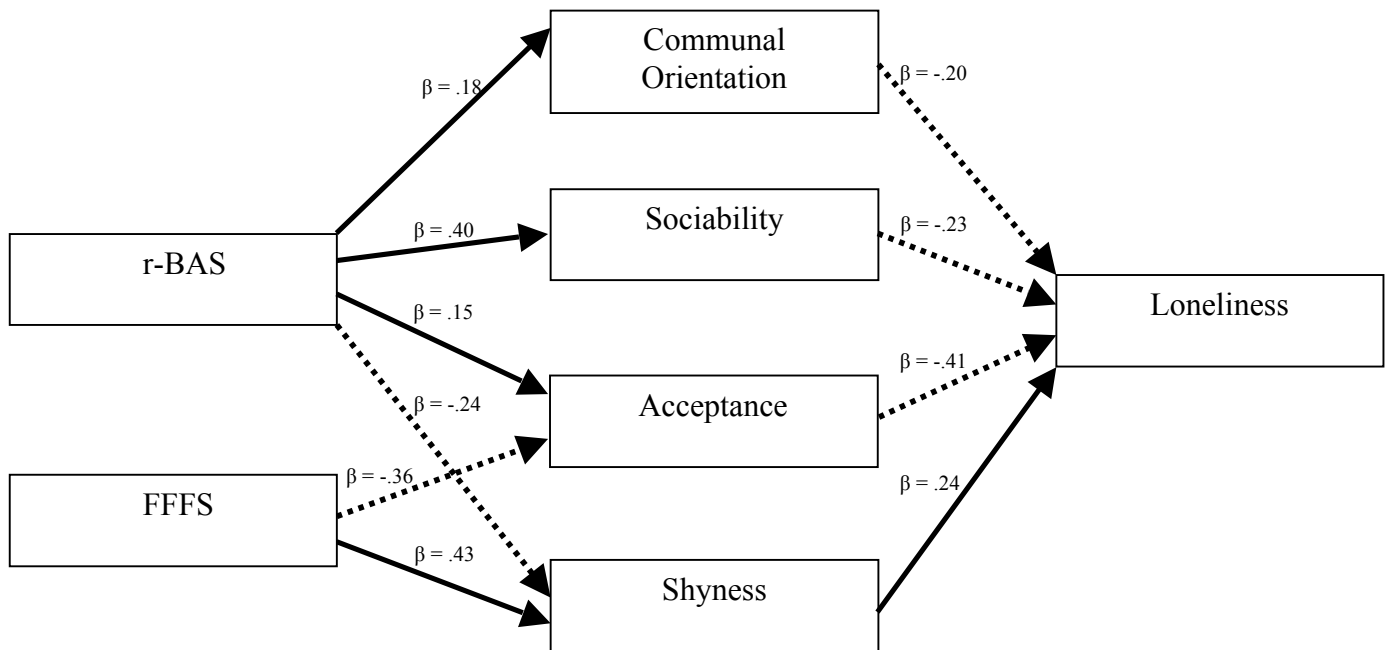 Communal
Orientation
β = -.20
β = .18
Sociability
β = -.23
β = .40
r-BAS
Loneliness
β = .15
β = -.41
Acceptance
β = -.24
β = -.36
β = .24
FFFS
β = .43
Shyness